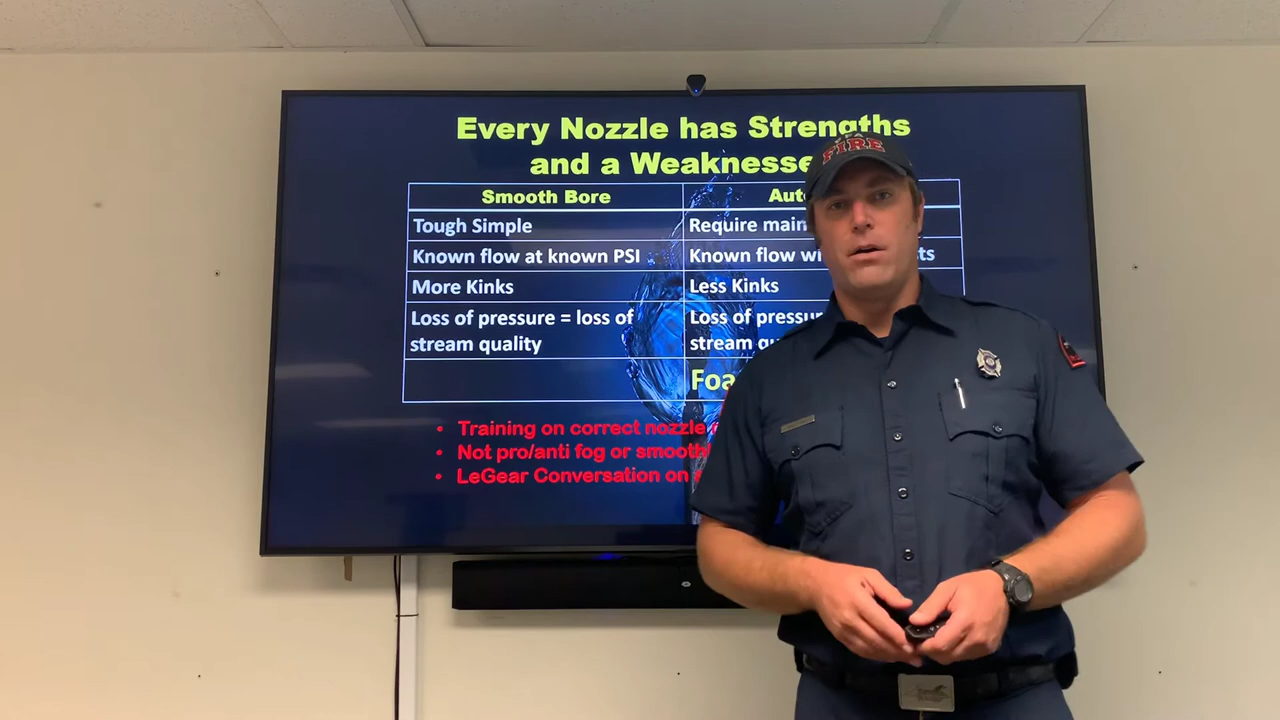 Every Nozzle has Strengths
and a Weaknesse
Smooth Bore
Tough Simple
Require main
Known flow at known PSI
Known flow
More Kinks
Less Kinks
Loss of pressure = loss of
stream quality
Loss of pressu
stream
Foa
• Training on correct nozzle
• Not pro/anti fog or smooth
• LeGear Conversation on
FIRE